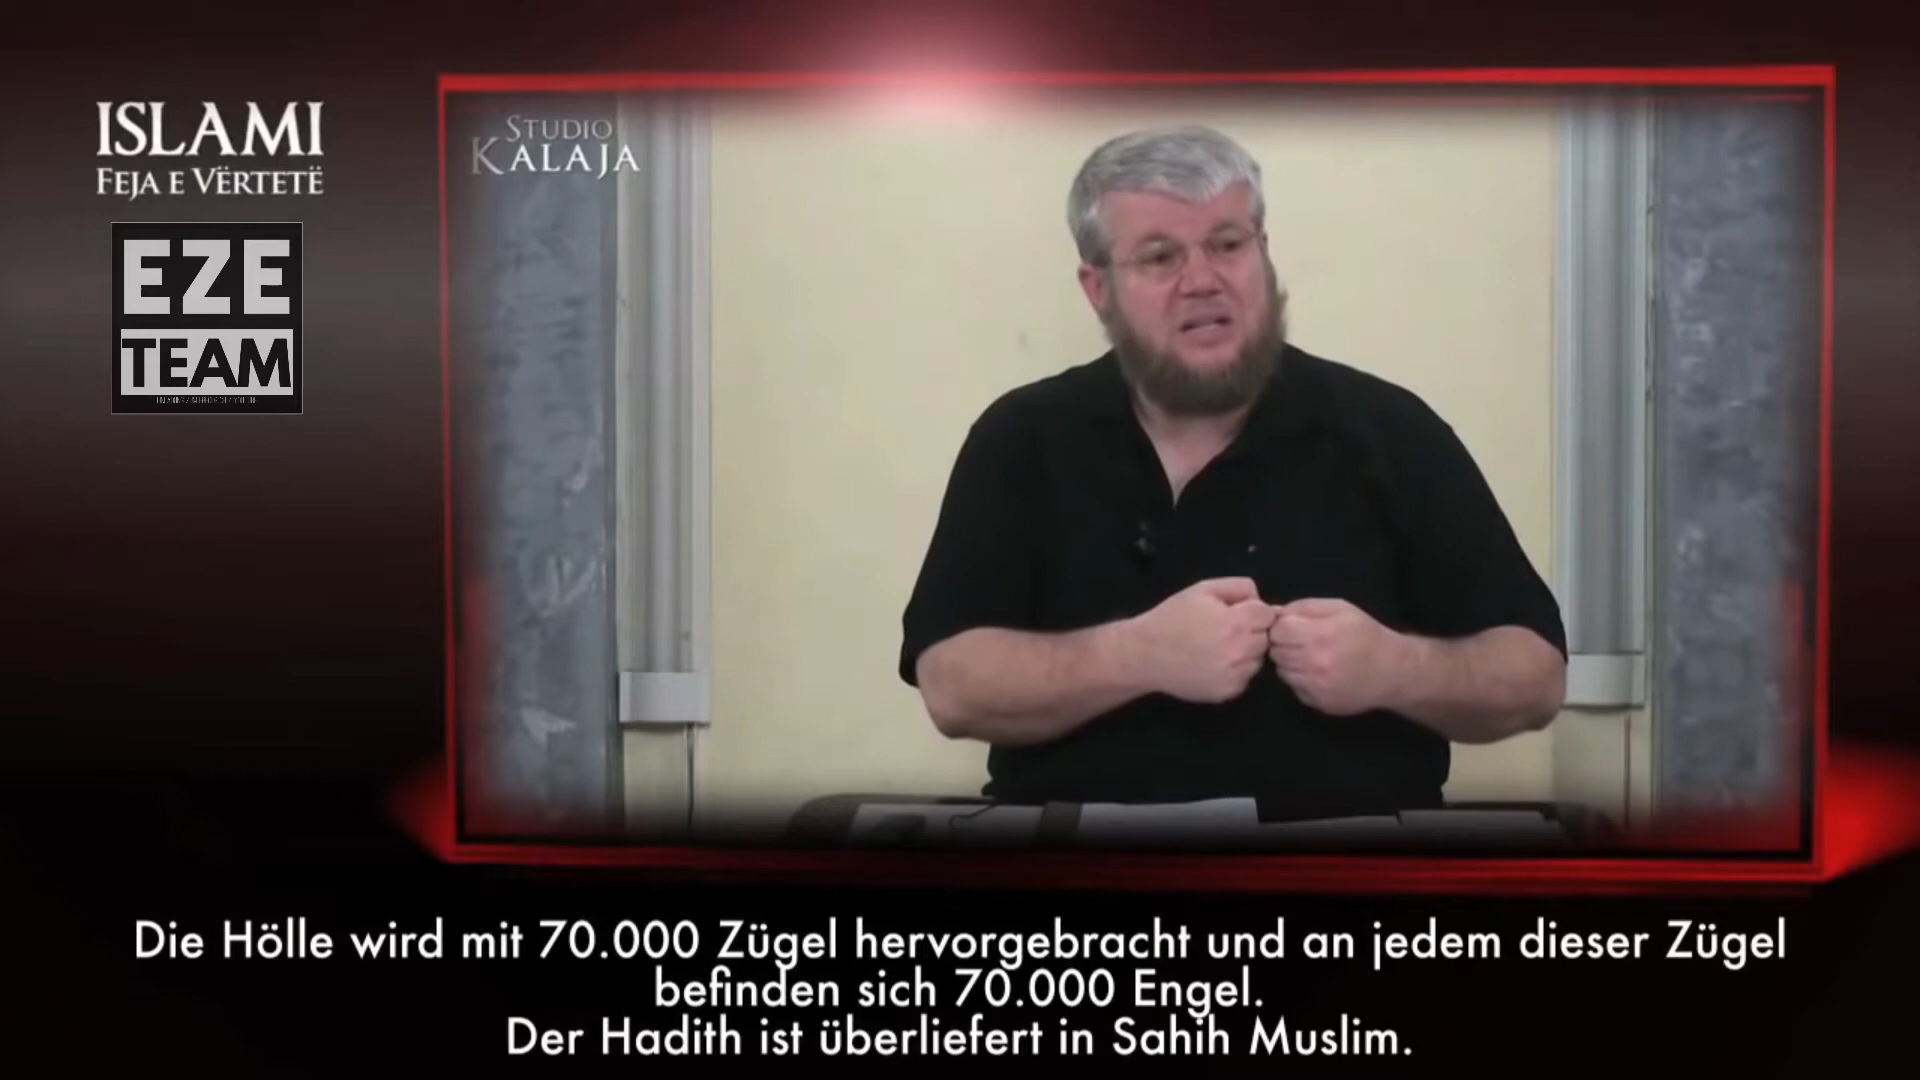 ISLAMI
FEJA E VËRTETË
EZE
TEAM
STUDIO
KALAJA
Die Hölle wird mit 70.000 Zügel hervorgebracht und an jedem dieser Zügel
befinden sich 70.000 Engel.
Der Hadith ist überliefert in Sahih Muslim.